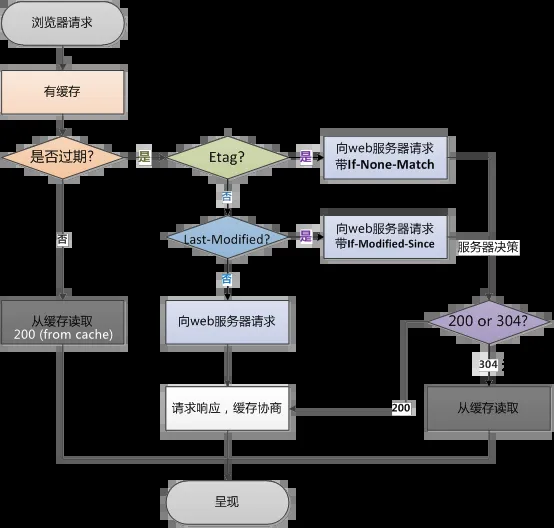 浏览器请求
有缓存
是否过期?
是
Etag?
是
向web服务器请求
带If-None-Match
否
否
Last-Modified?
是
向web服务器请求
带If-Modified-Since
服务器决策
否
从缓存读取
200 (from cache)
向web服务器请求
200 or 304?
304
请求响应，缓存协商
200
从缓存读取
呈现